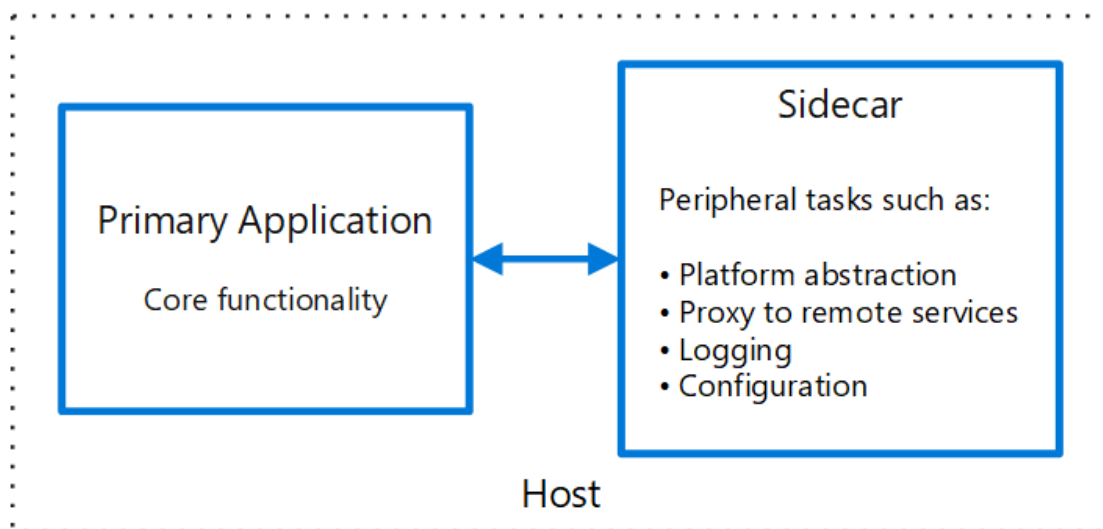 Primary Application
Core functionality
Sidecar
Peripheral tasks such as:
• Platform abstraction
• Proxy to remote services
• Logging
• Configuration
Host